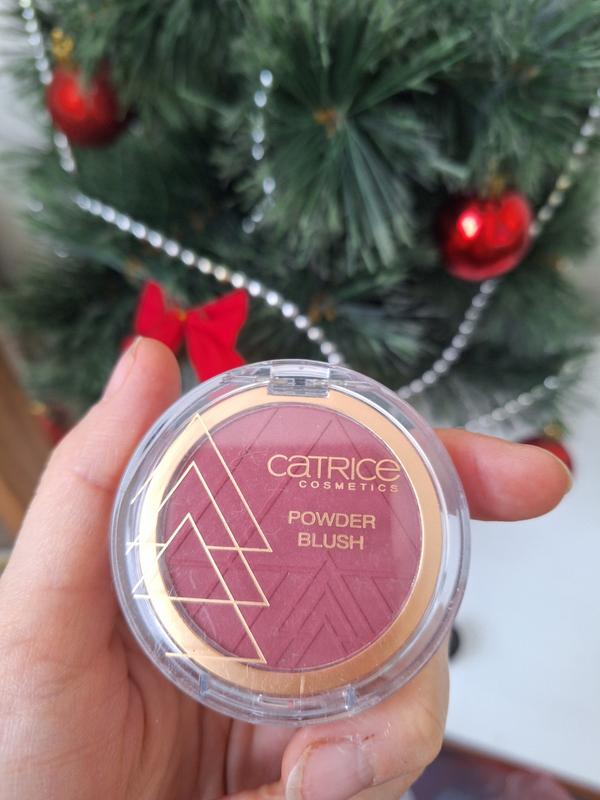 CATRICE
COSMETICS
POWDER
BLUSH